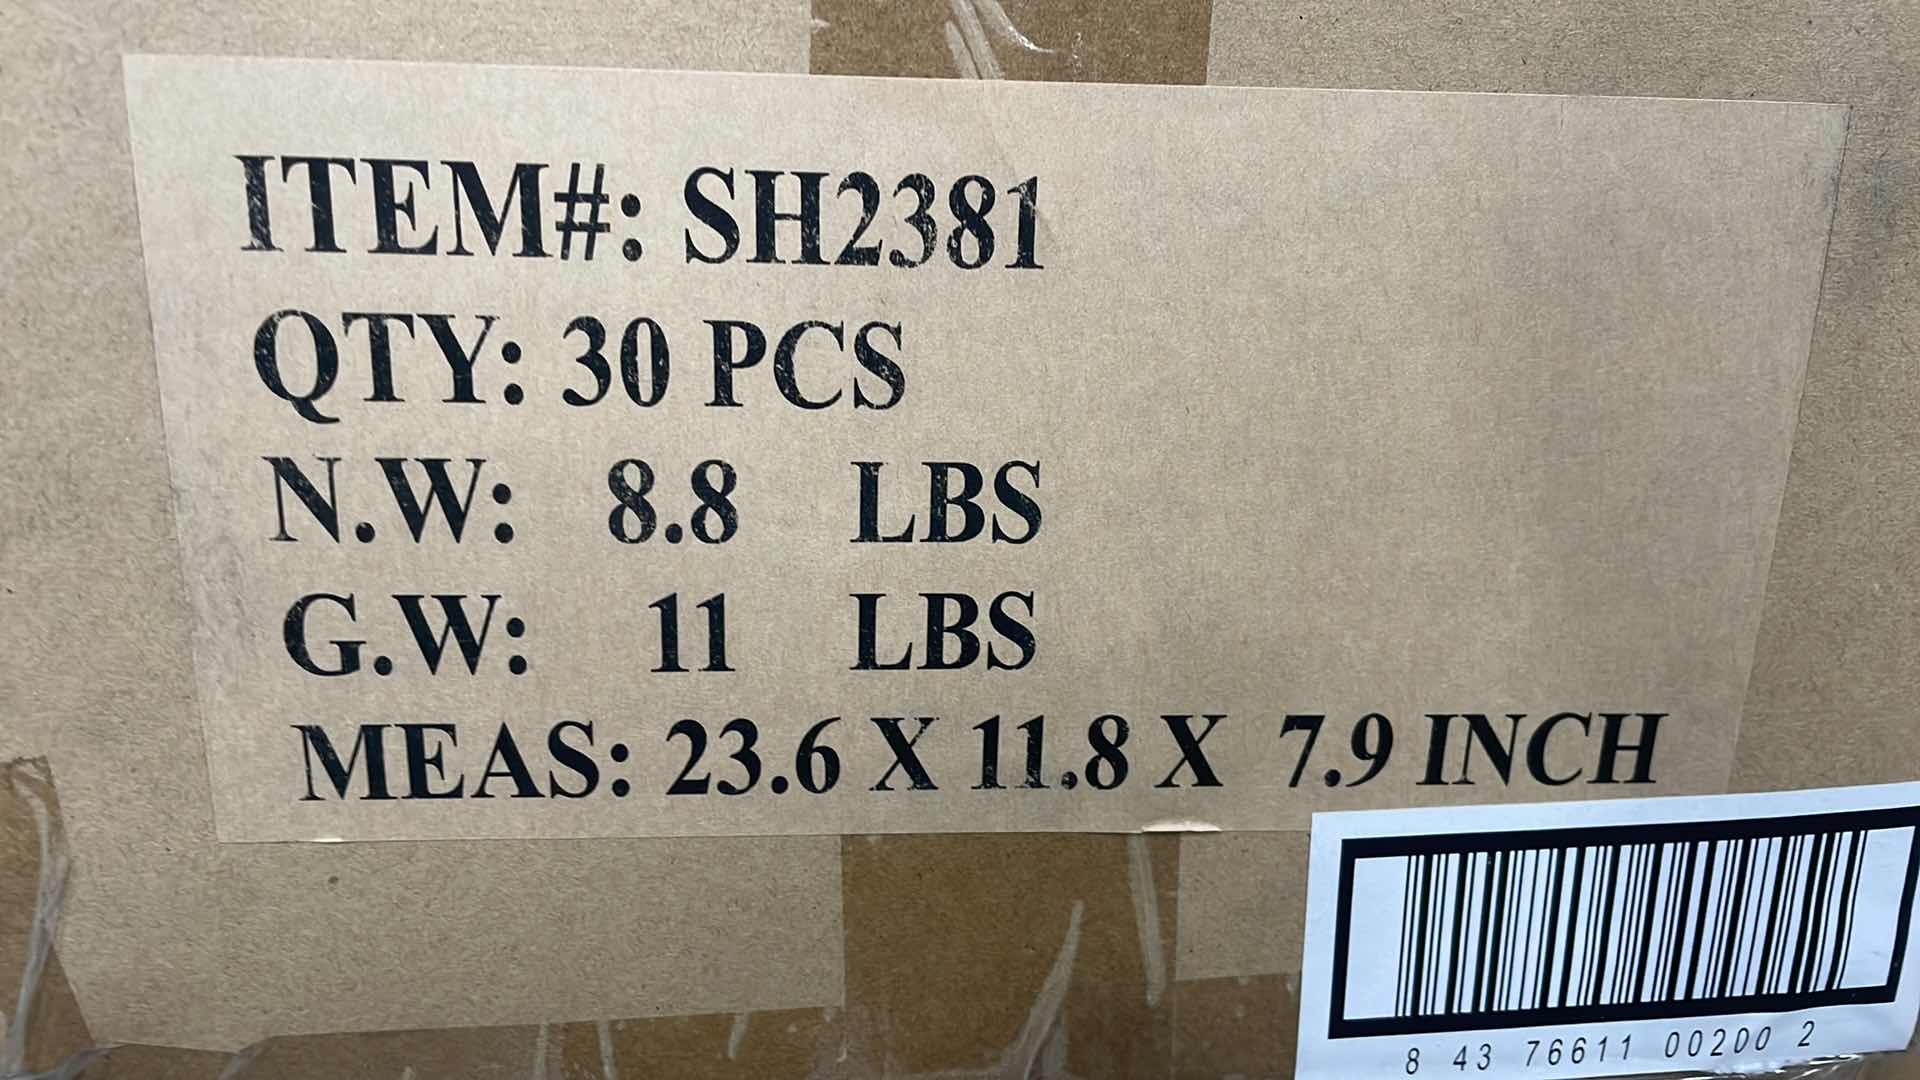 ITEM#: SH2381
QTY: 30 PCS
N.W: 8.8 LBS
G.W: 11 LBS
MEAS: 23.6 X 11.8 X 7.9 INCH
8 43 76611 00200 2